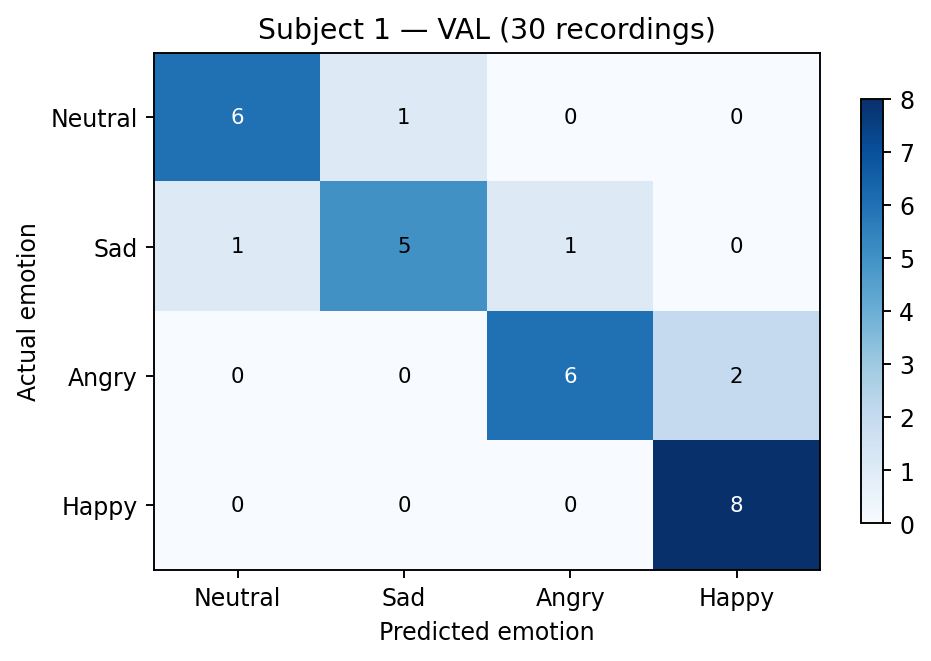 Subject 1 — VAL (30 recordings)
Neutral 6 1 0 0
Sad 1 5 1 0
Angry 0 0 6 2
Happy 0 0 0 8
Neutral Sad Angry Happy
Predicted emotion
Actual emotion
8
7
6
5
4
3
2
1
0